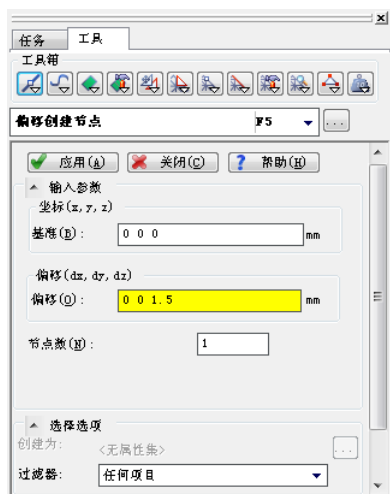 任务 工具
工具箱
偏移创建节点 F5 ...
应用(A) 关闭(C) ? 帮助(H)
输入参数
坐标(x,y,z)
基准(B): 0 0 0 mm
偏移(dx,dy,dz)
偏移(O): 0 0 1.5 mm
节点数(N): 1
选择选项
创建为: <无属性集> ...
过滤器: 任何项目